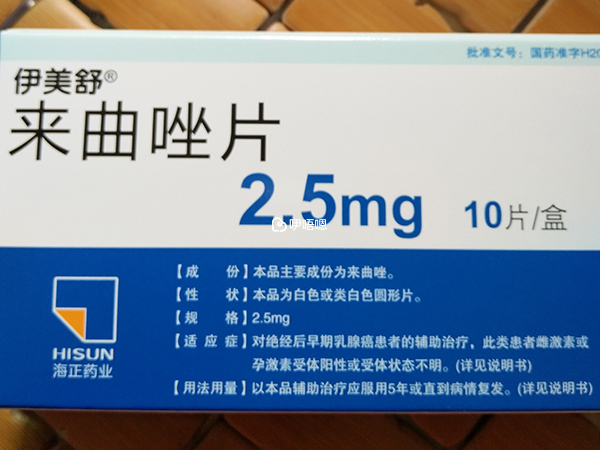 批准文号：国药准字H20
伊美舒®
来曲唑片
2.5mg 10片/盒
咿唔嗯
【成　份】本品主要成份为来曲唑。
【性　状】本品为白色或类白色圆形片。
【规　格】2.5mg
【适 应 症】对绝经后早期乳腺癌患者的辅助治疗，此类患者雌激素或
孕激素受体阳性或受体状态不明。(详见说明书)
【用法用量】以本品辅助治疗应服用5年或直到病情复发。(详见说明书)
HISUN
海正药业